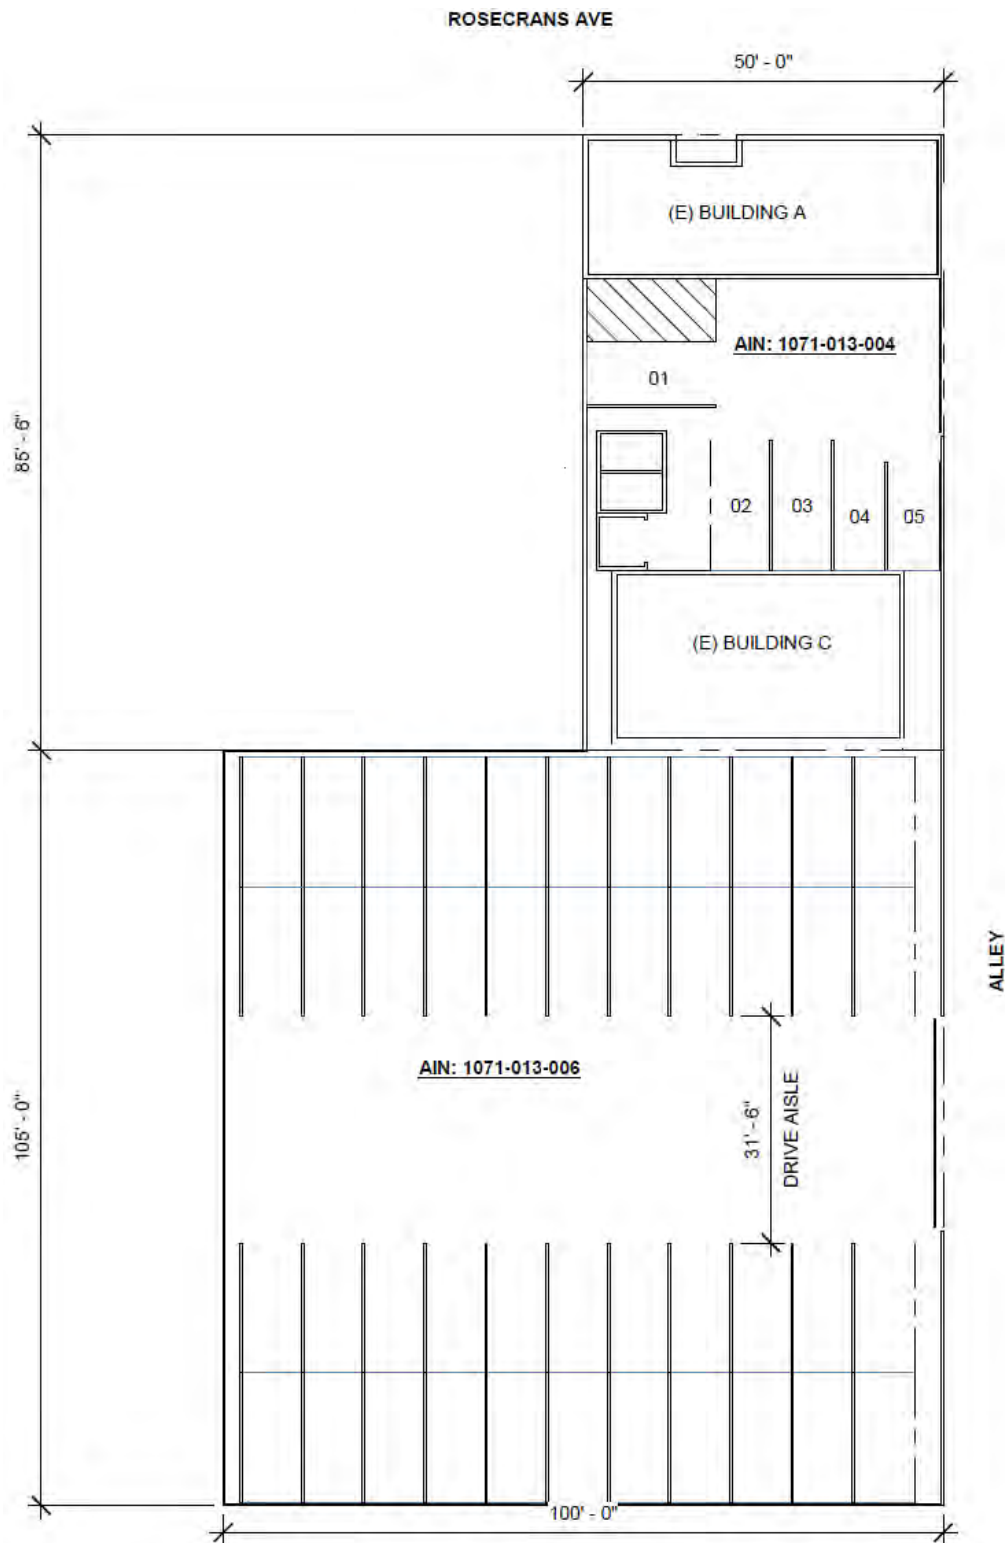 ROSECRANS AVE
50' - 0"
(E) BUILDING A
AIN: 1071-013-004
01
85' - 6"
02
03
04
05
(E) BUILDING C
ALLEY
AIN: 1071-013-006
31' - 6"
DRIVE AISLE
105' - 0"
100' - 0"